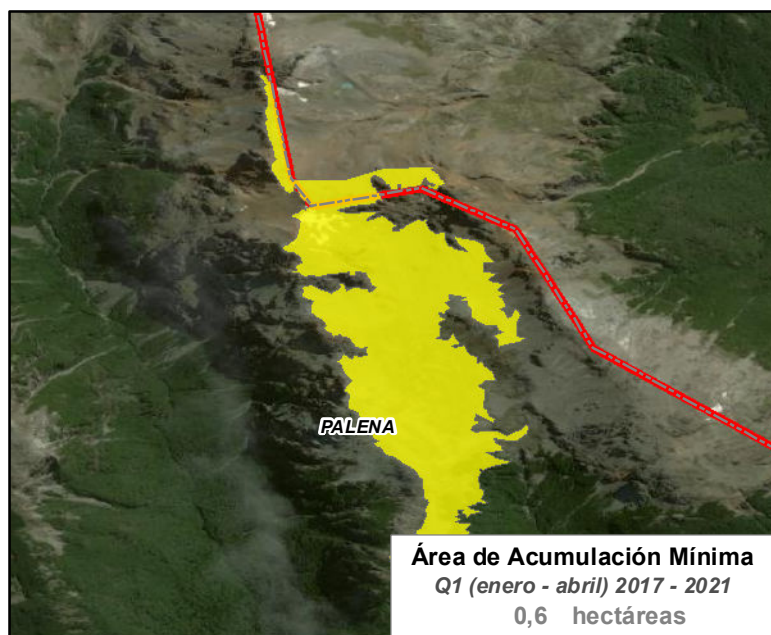 PALENA
Área de Acumulación Mínima
Q1 (enero - abril) 2017 - 2021
0,6 hectáreas